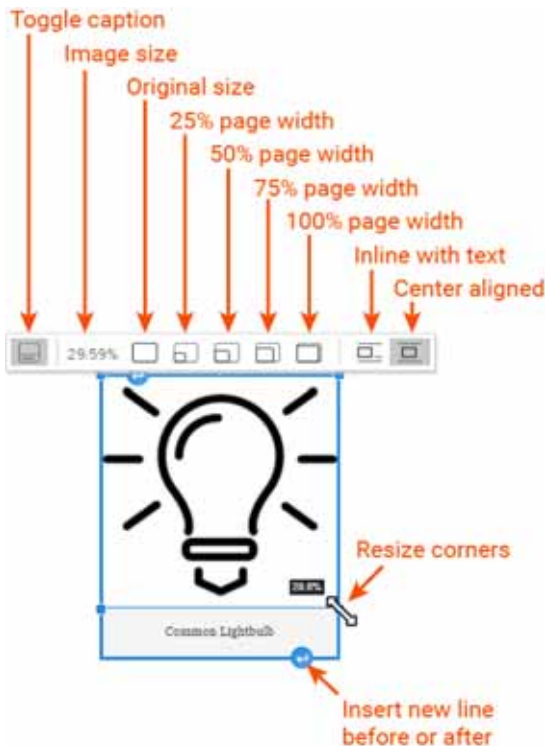 Toggle caption
Image size
Original size
25% page width
50% page width
75% page width
100% page width
Inline with text
Center aligned
29.59%
Resize corners
Common Lightbulb
Insert new line
before or after